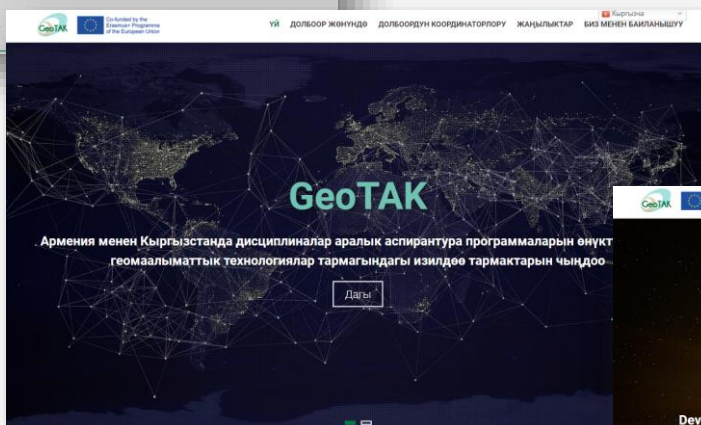 GeoTAK
Co-funded by the
Erasmus+ Programme
of the European Union
Кыргызча
ҮЙ ДОЛБООР ЖӨНҮНДӨ ДОЛБООРДУН КООРДИНАТОРЛОРУ ЖАҢЫЛЫКТАР БИЗ МЕНЕН БАЙЛАНЫШУУ
GeoTAK
Армения менен Кыргызстанда дисциплиналар аралык аспирантура программаларын өнүкт
геомаалыматтык технологиялар тармагындагы изилдөө тармактарын чыңдоо
Дагы
GeoTAK
Dev